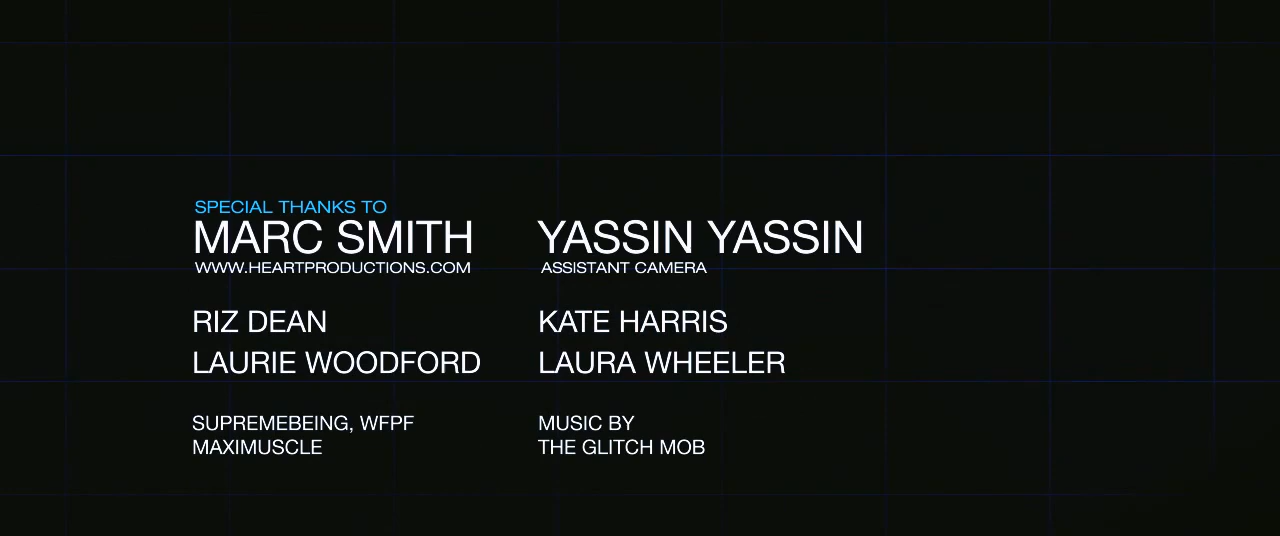 SPECIAL THANKS TO
MARC SMITH
WWW.HEARTPRODUCTIONS.COM
YASSIN YASSIN
ASSISTANT CAMERA
RIZ DEAN
LAURIE WOODFORD
KATE HARRIS
LAURA WHEELER
SUPREMEBEING, WFPF
MAXIMUSCLE
MUSIC BY
THE GLITCH MOB